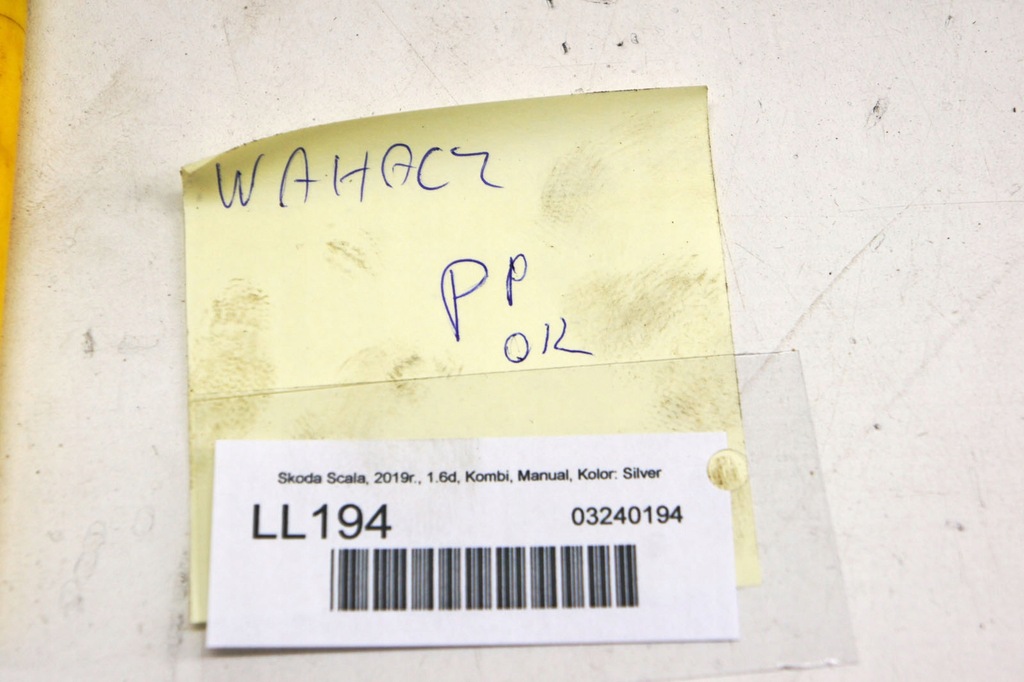 WAHACZ
PP
OK
Skoda Scala, 2019r., 1.6d, Kombi, Manual, Kolor: Silver
LL194 03240194